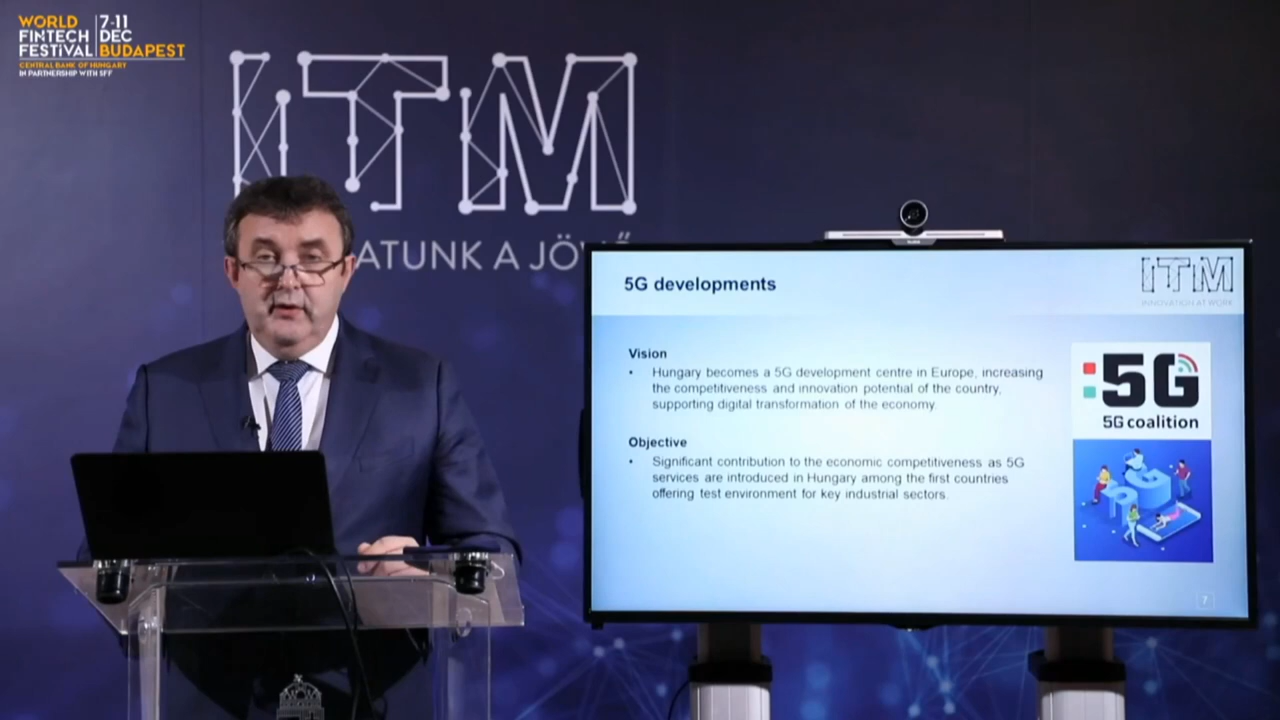 WORLD
FINTECH
FESTIVAL
7-11
DEC
BUDAPEST
CENTRAL BANK OF HUNGARY
IN PARTNERSHIP WITH SFF
ITM
ATUNK A JÖVŐ
ITM
INNOVATION AT WORK
5G developments
Vision
• Hungary becomes a 5G development centre in Europe, increasing
the competitiveness and innovation potential of the country,
supporting digital transformation of the economy
Objective
• Significant contribution to the economic competitiveness as 5G
services are introduced in Hungary among the first countries
offering test environment for key industrial sectors.
:5G
5G coalition
5G
7